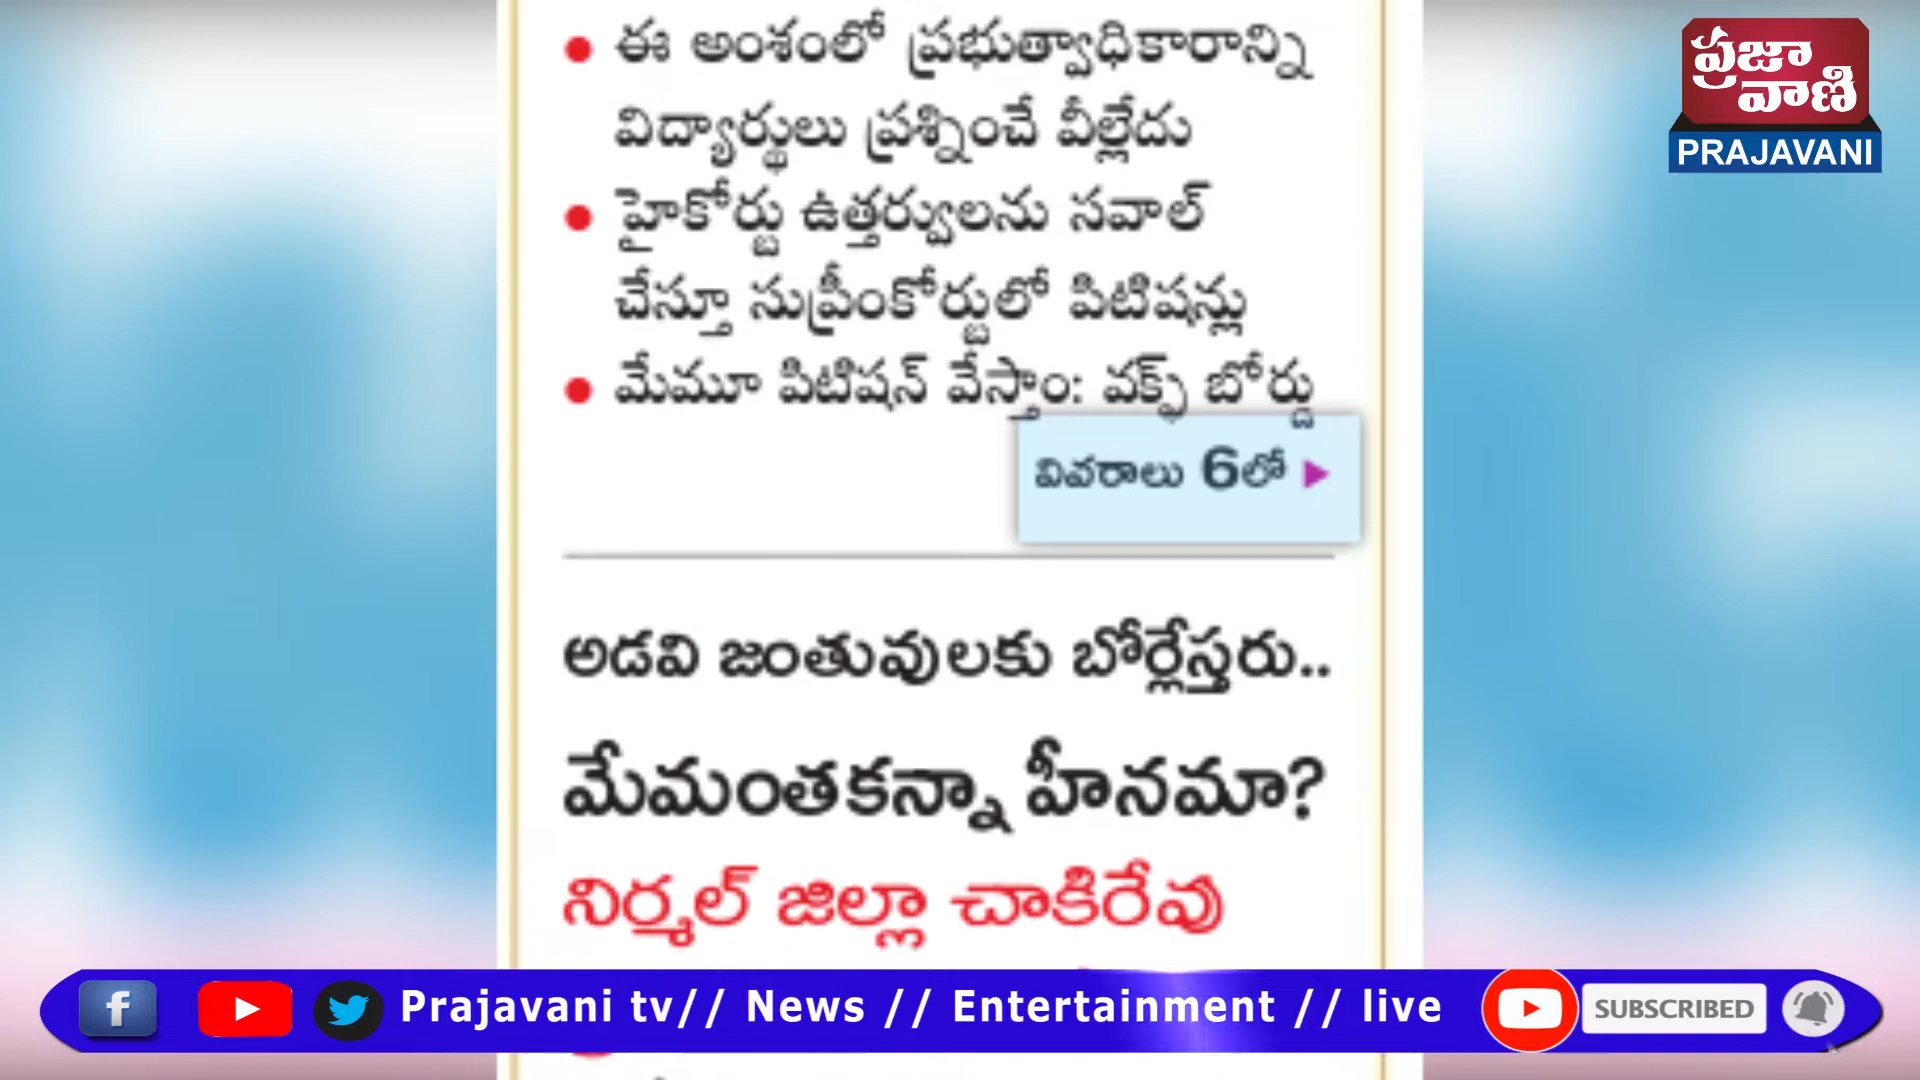 ఈ అంశంలో ప్రభుత్వాధికారాన్ని
విద్యార్థులు ప్రశ్నించే వీల్లేదు
హైకోర్టు ఉత్తర్వులను సవాల్
చేస్తూ సుప్రీంకోర్టులో పిటిషన్లు
మేమూ పిటిషన్ వేస్తాం: వక్ఫ్ బోర్డు
వివరాలు 6లో
అడవి జంతువులకు బోర్లేస్తరు..
మేమంతకన్నా హీనమా?
నిర్మల్ జిల్లా చాకిరేవు
ప్రజా
వాణి
PRAJAVANI
Prajavani tv// News // Entertainment // live
SUBSCRIBED